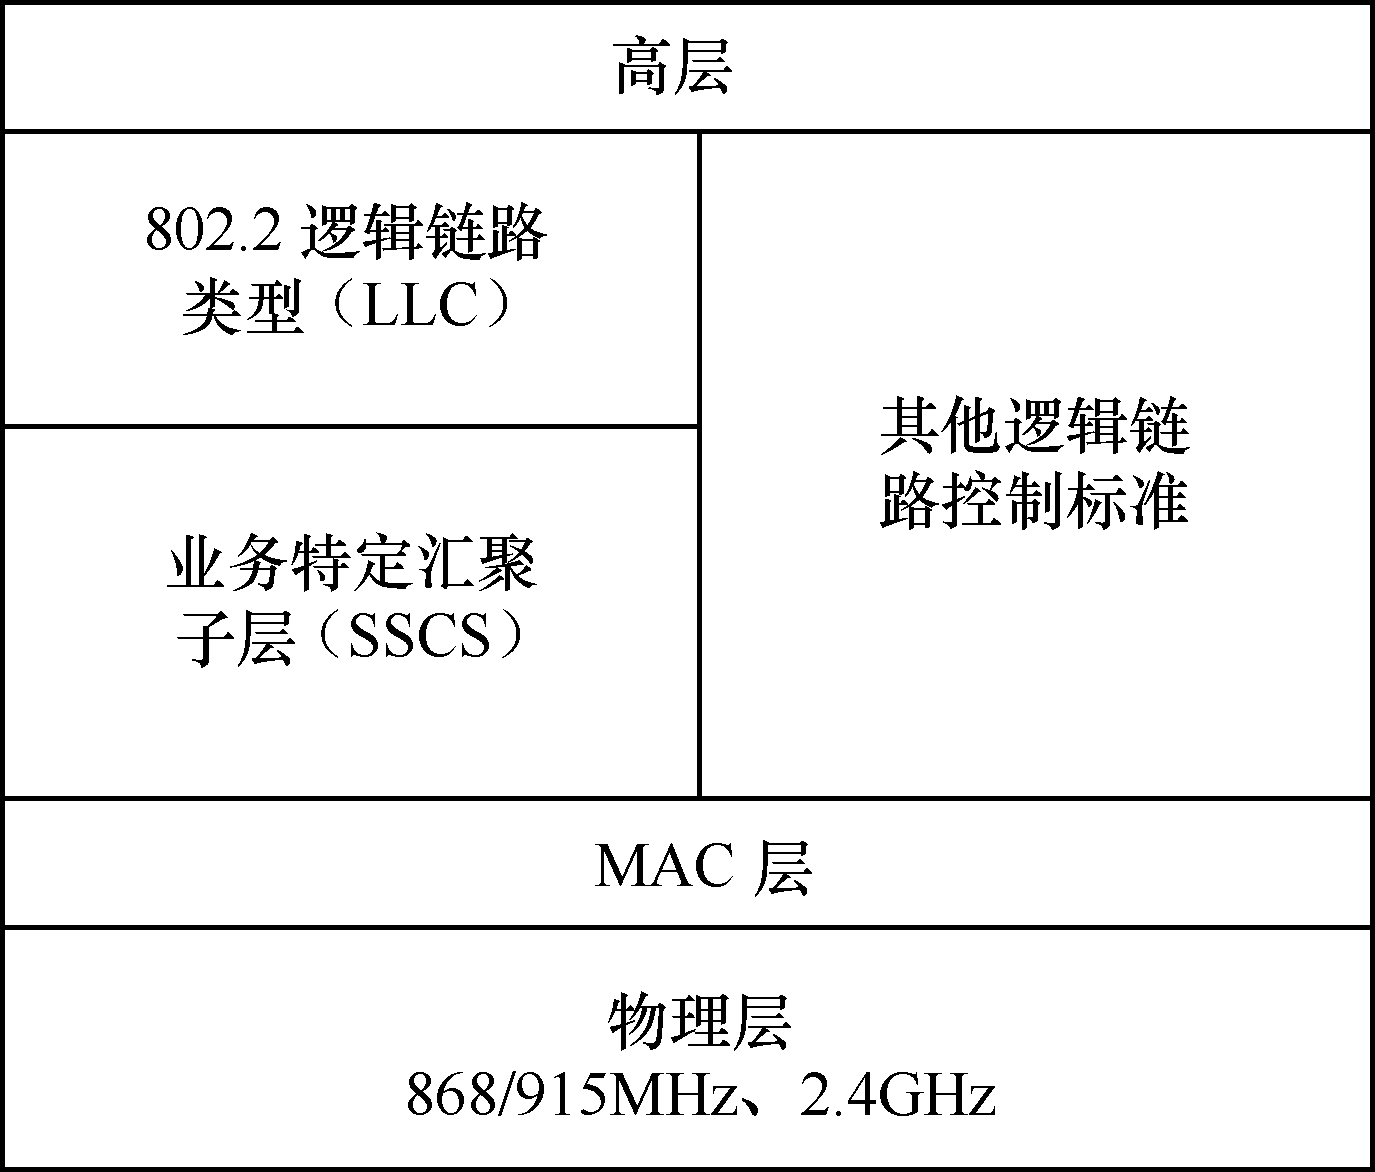 高层
802.2 逻辑链路
类型（LLC）
业务特定汇聚
子层（SSCS）
其他逻辑链
路控制标准
MAC 层
物理层
868/915MHz、2.4GHz